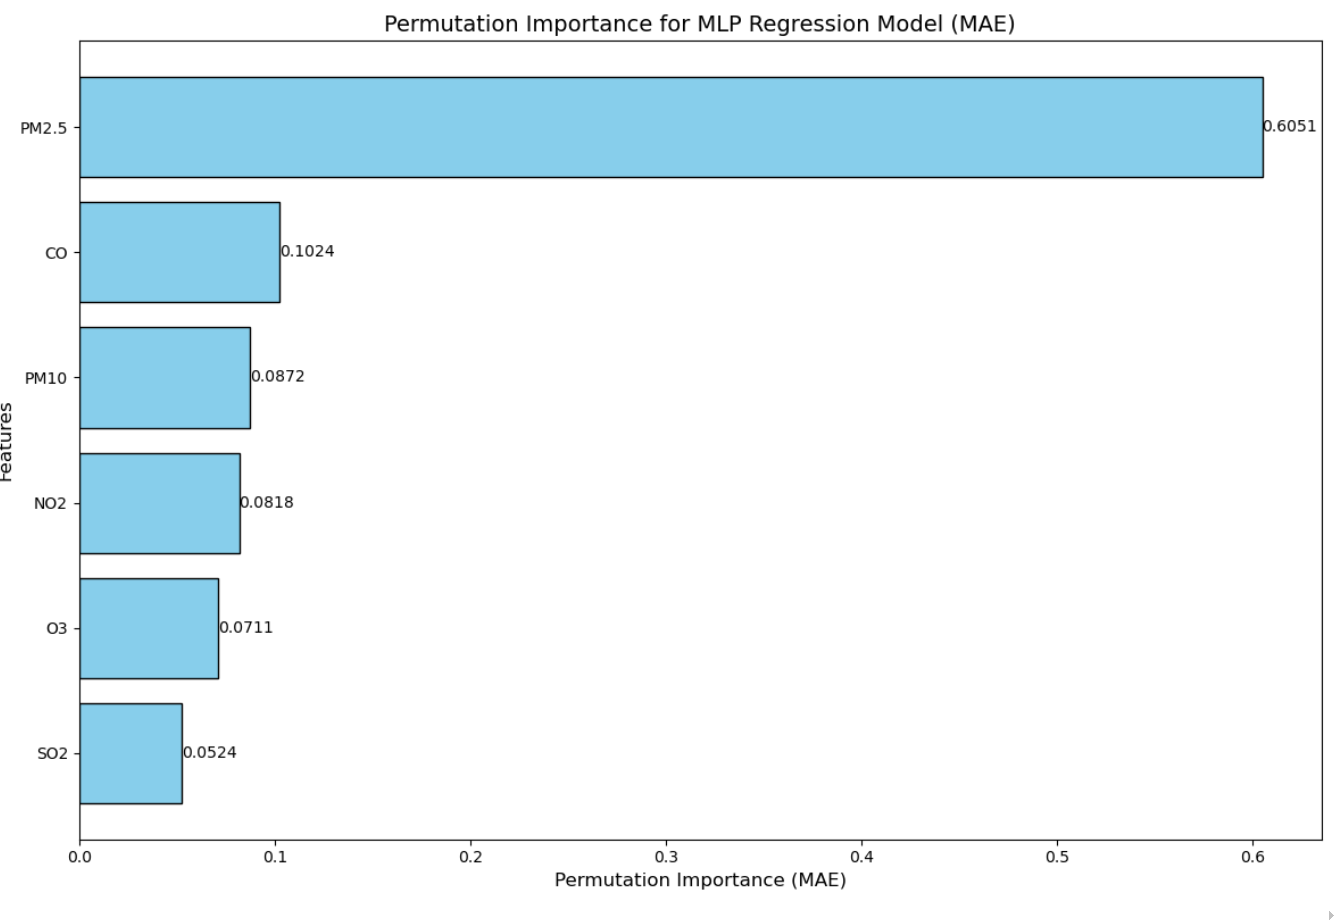 Permutation Importance for MLP Regression Model (MAE)
PM2.5
0.6051
CO
0.1024
PM10
0.0872
Features
NO2
0.0818
O3
0.0711
SO2
0.0524
0.0 0.1 0.2 0.3 0.4 0.5 0.6
Permutation Importance (MAE)